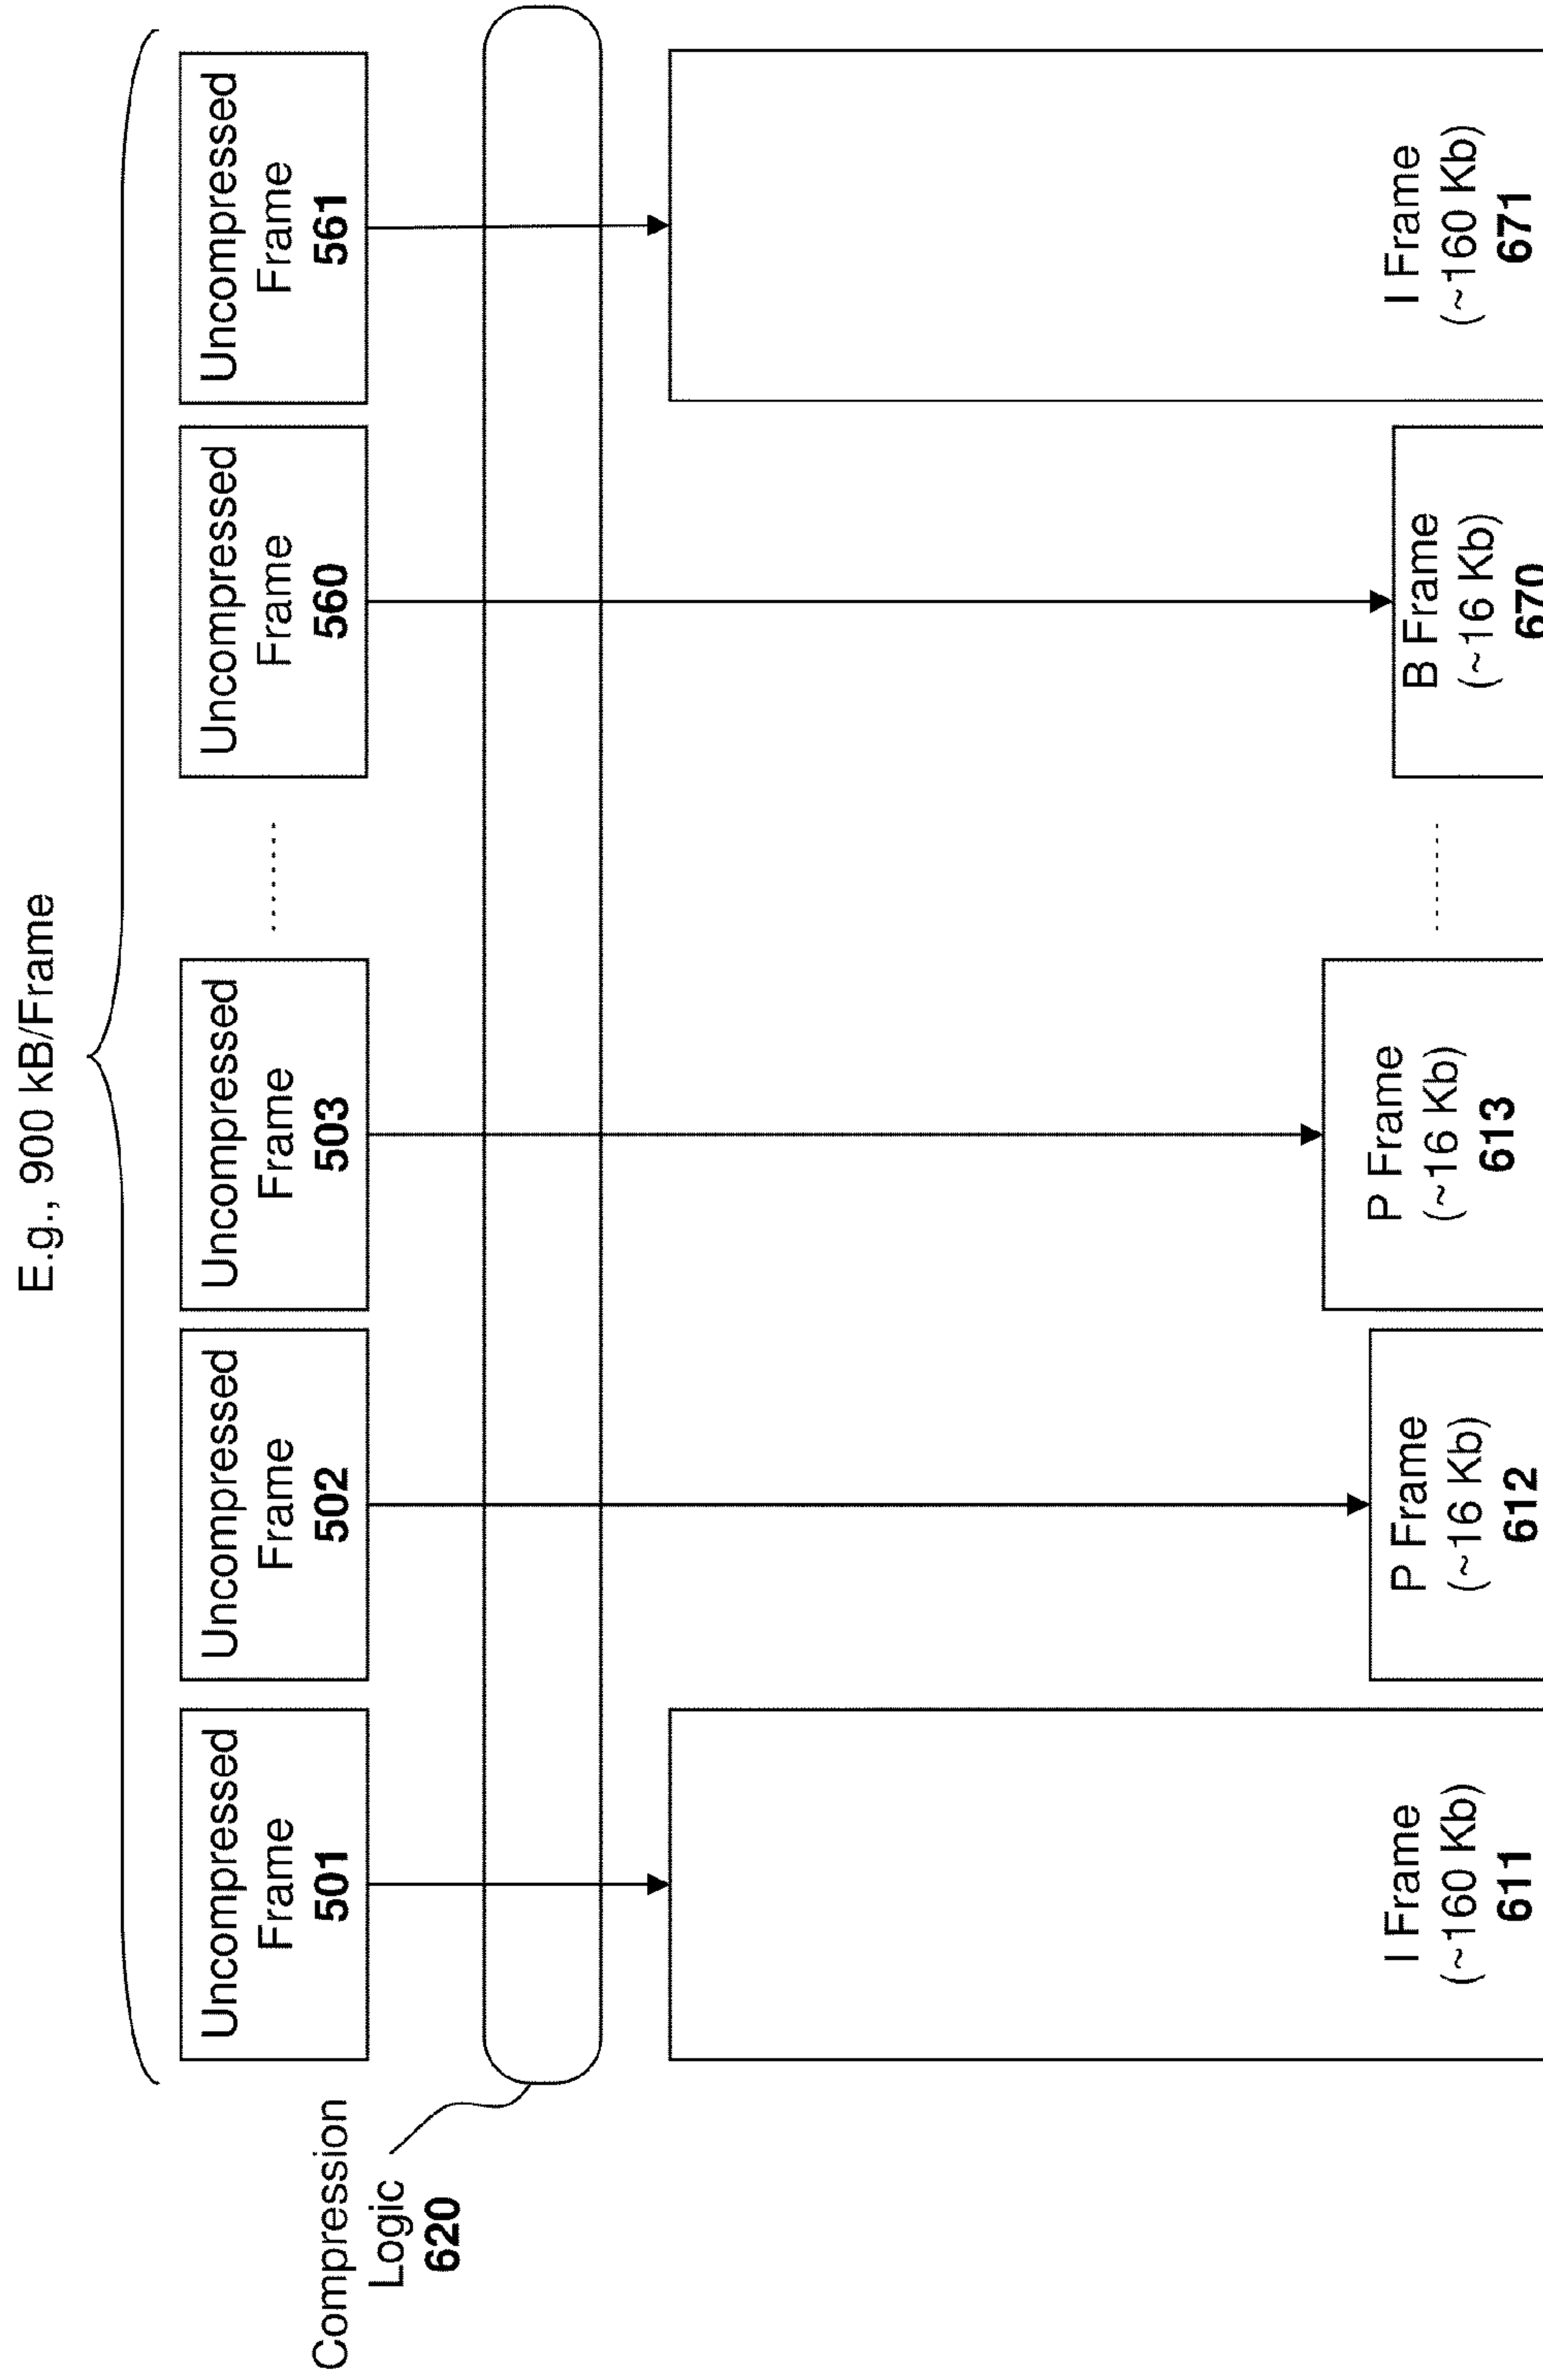 E.g., 900 kB/Frame
Uncompressed
Frame
501
Uncompressed
Frame
502
Uncompressed
Frame
503
........
Uncompressed
Frame
560
Uncompressed
Frame
561
Compression
Logic
620
I Frame
(~160 Kb)
611
P Frame
(~16 Kb)
612
P Frame
(~16 Kb)
613
........
B Frame
(~16 Kb)
670
I Frame
(~160 Kb)
671